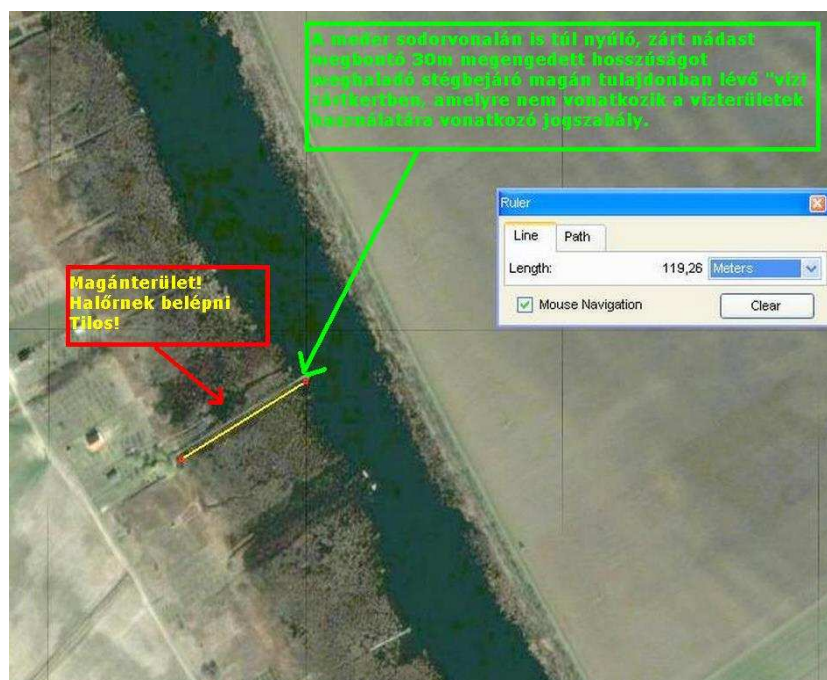 A meder sodorvonalán is túl nyúló, zárt nádast
megbontó 30m megengedett hosszúságot
meghaladó stégbejáró magán tulajdonban lévő "vízi
zártkertben, amelyre nem vonatkozik a vízterületek
használatára vonatkozó jogszabály.
Ruler
Line Path
Length: 119,26 Meters
Mouse Navigation Clear
Magánterület!
Halőrnek belépni
Tilos!